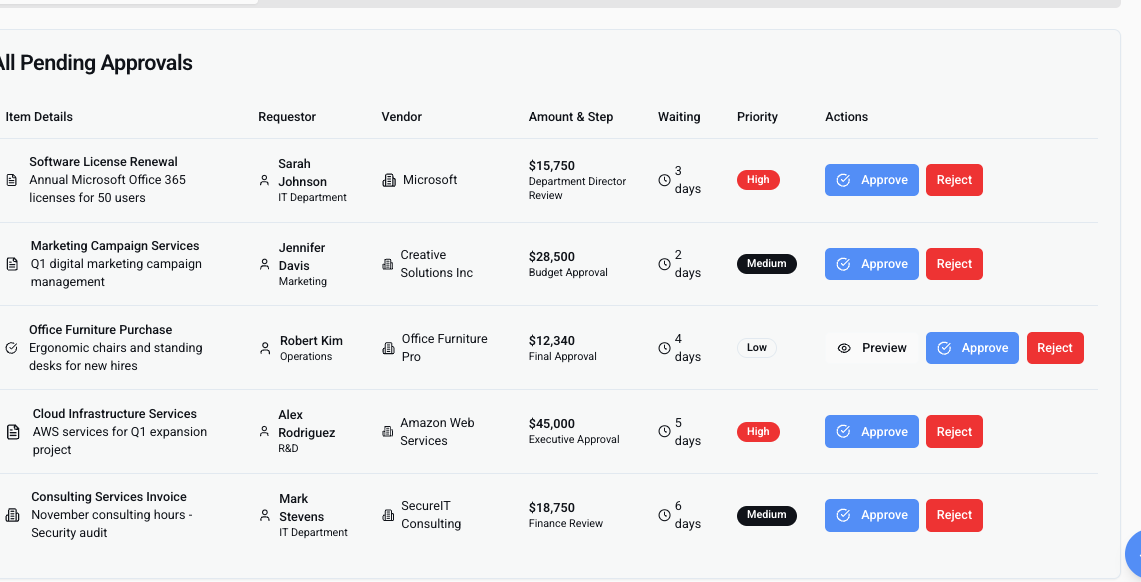 All Pending Approvals
Item Details Requestor Vendor Amount & Step Waiting Priority Actions
Software License Renewal
Annual Microsoft Office 365
licenses for 50 users
Sarah
Johnson
IT Department
Microsoft
$15,750
Department Director
Review
3
days
High
Approve
Reject
Marketing Campaign Services
Q1 digital marketing campaign
management
Jennifer
Davis
Marketing
Creative
Solutions Inc
$28,500
Budget Approval
2
days
Medium
Approve
Reject
Office Furniture Purchase
Ergonomic chairs and standing
desks for new hires
Robert Kim
Operations
Office Furniture
Pro
$12,340
Final Approval
4
days
Low
Preview
Approve
Reject
Cloud Infrastructure Services
AWS services for Q1 expansion
project
Alex
Rodriguez
R&D
Amazon Web
Services
$45,000
Executive Approval
5
days
High
Approve
Reject
Consulting Services Invoice
November consulting hours -
Security audit
Mark
Stevens
IT Department
SecureIT
Consulting
$18,750
Finance Review
6
days
Medium
Approve
Reject